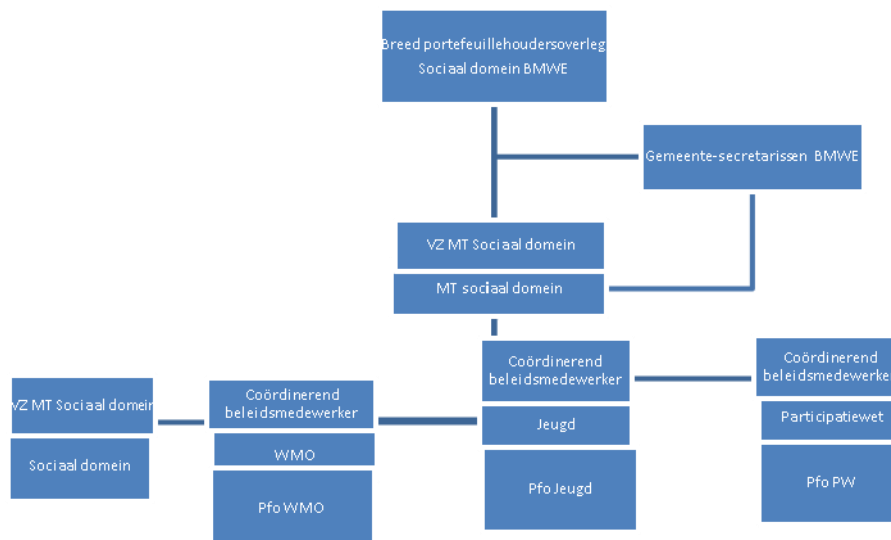 Breed portefeuillehoudersoverleg
Sociaal domein BMWE
Gemeente-secretarissen BMWE
VZ MT Sociaal domein
MT sociaal domein
Coördinerend
beleidsmedewerker
Jeugd
Pfo Jeugd
Coördinerend
beleidsmedewerker
Participatiewet
Pfo PW
VZ MT Sociaal domein
Sociaal domein
Coördinerend
beleidsmedewerker
WMO
Pfo WMO